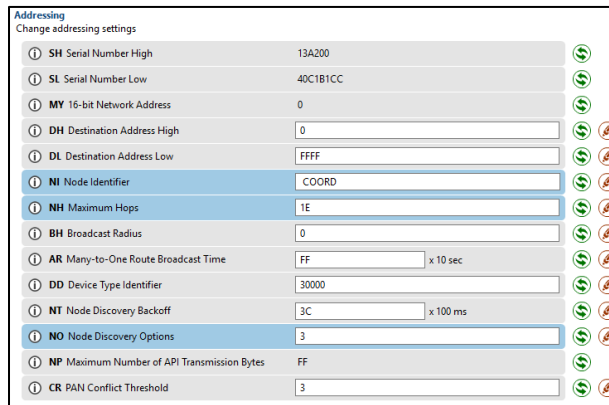 Addressing
Change addressing settings
SH Serial Number High 13A200
SL Serial Number Low 40C1B1CC
MY 16-bit Network Address 0
DH Destination Address High 0
DL Destination Address Low FFFF
NI Node Identifier COORD
NH Maximum Hops 1E
BH Broadcast Radius 0
AR Many-to-One Route Broadcast Time FF x 10 sec
DD Device Type Identifier 30000
NT Node Discovery Backoff 3C x 100 ms
NO Node Discovery Options 3
NP Maximum Number of API Transmission Bytes FF
CR PAN Conflict Threshold 3